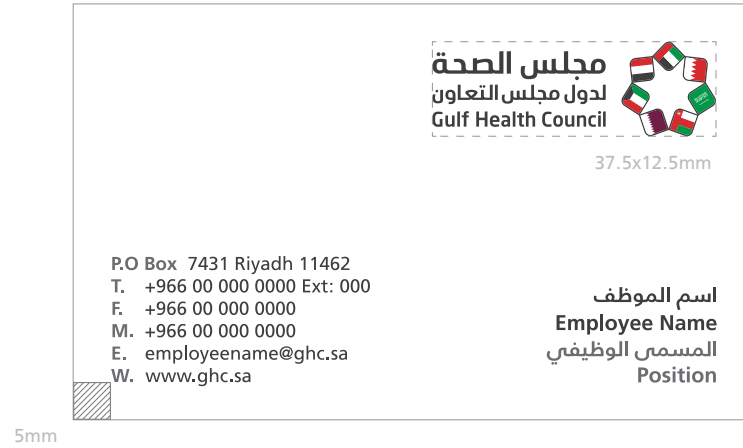 مجلس الصحة
لدول مجلس التعاون
Gulf Health Council
37.5x12.5mm
P.O Box 7431 Riyadh 11462
T. +966 00 000 0000 Ext: 000
F. +966 00 000 0000
M. +966 00 000 0000
E. employeename@ghc.sa
W. www.ghc.sa
اسم الموظف
Employee Name
المسمى الوظيفي
Position
5mm